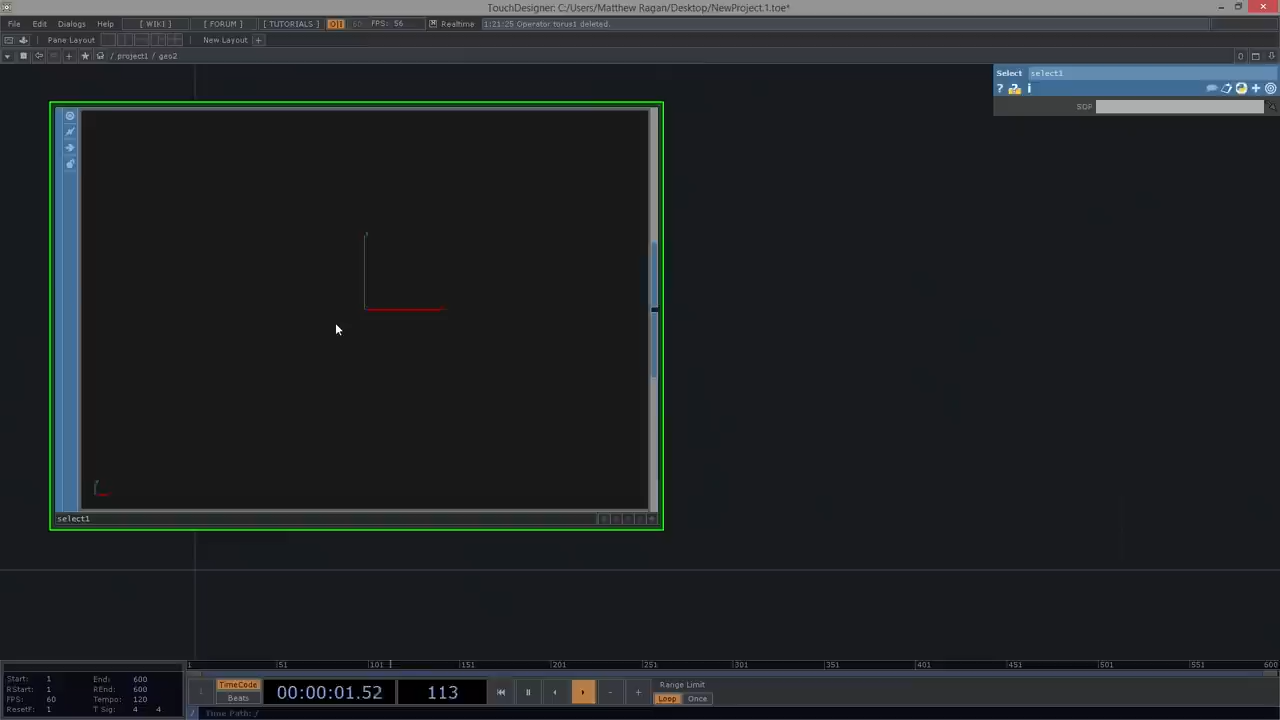 TouchDesigner: C:/Users/Matthew Ragan/Desktop/NewProject.1.toe*
File Edit Dialogs Help [ WIKI ] [ FORUM ] [ TUTORIALS ] O|I 60 FPS: 56 Realtime 1:21:25 Operator torus1 deleted.
Pane Layout New Layout +
/ project1 / geo2
Select select1
? i
SOP
select1
1 51 101 151 201 251 301 351 401 451 501 551 600
Start: 1 End: 600
RStart: 1 REnd: 600
FPS: 60 Tempo: 120
ResetF: 1 T Sig: 4 4
TimeCode
Beats
00:00:01.52 113
Range Limit
Loop Once
/ Time Path: /